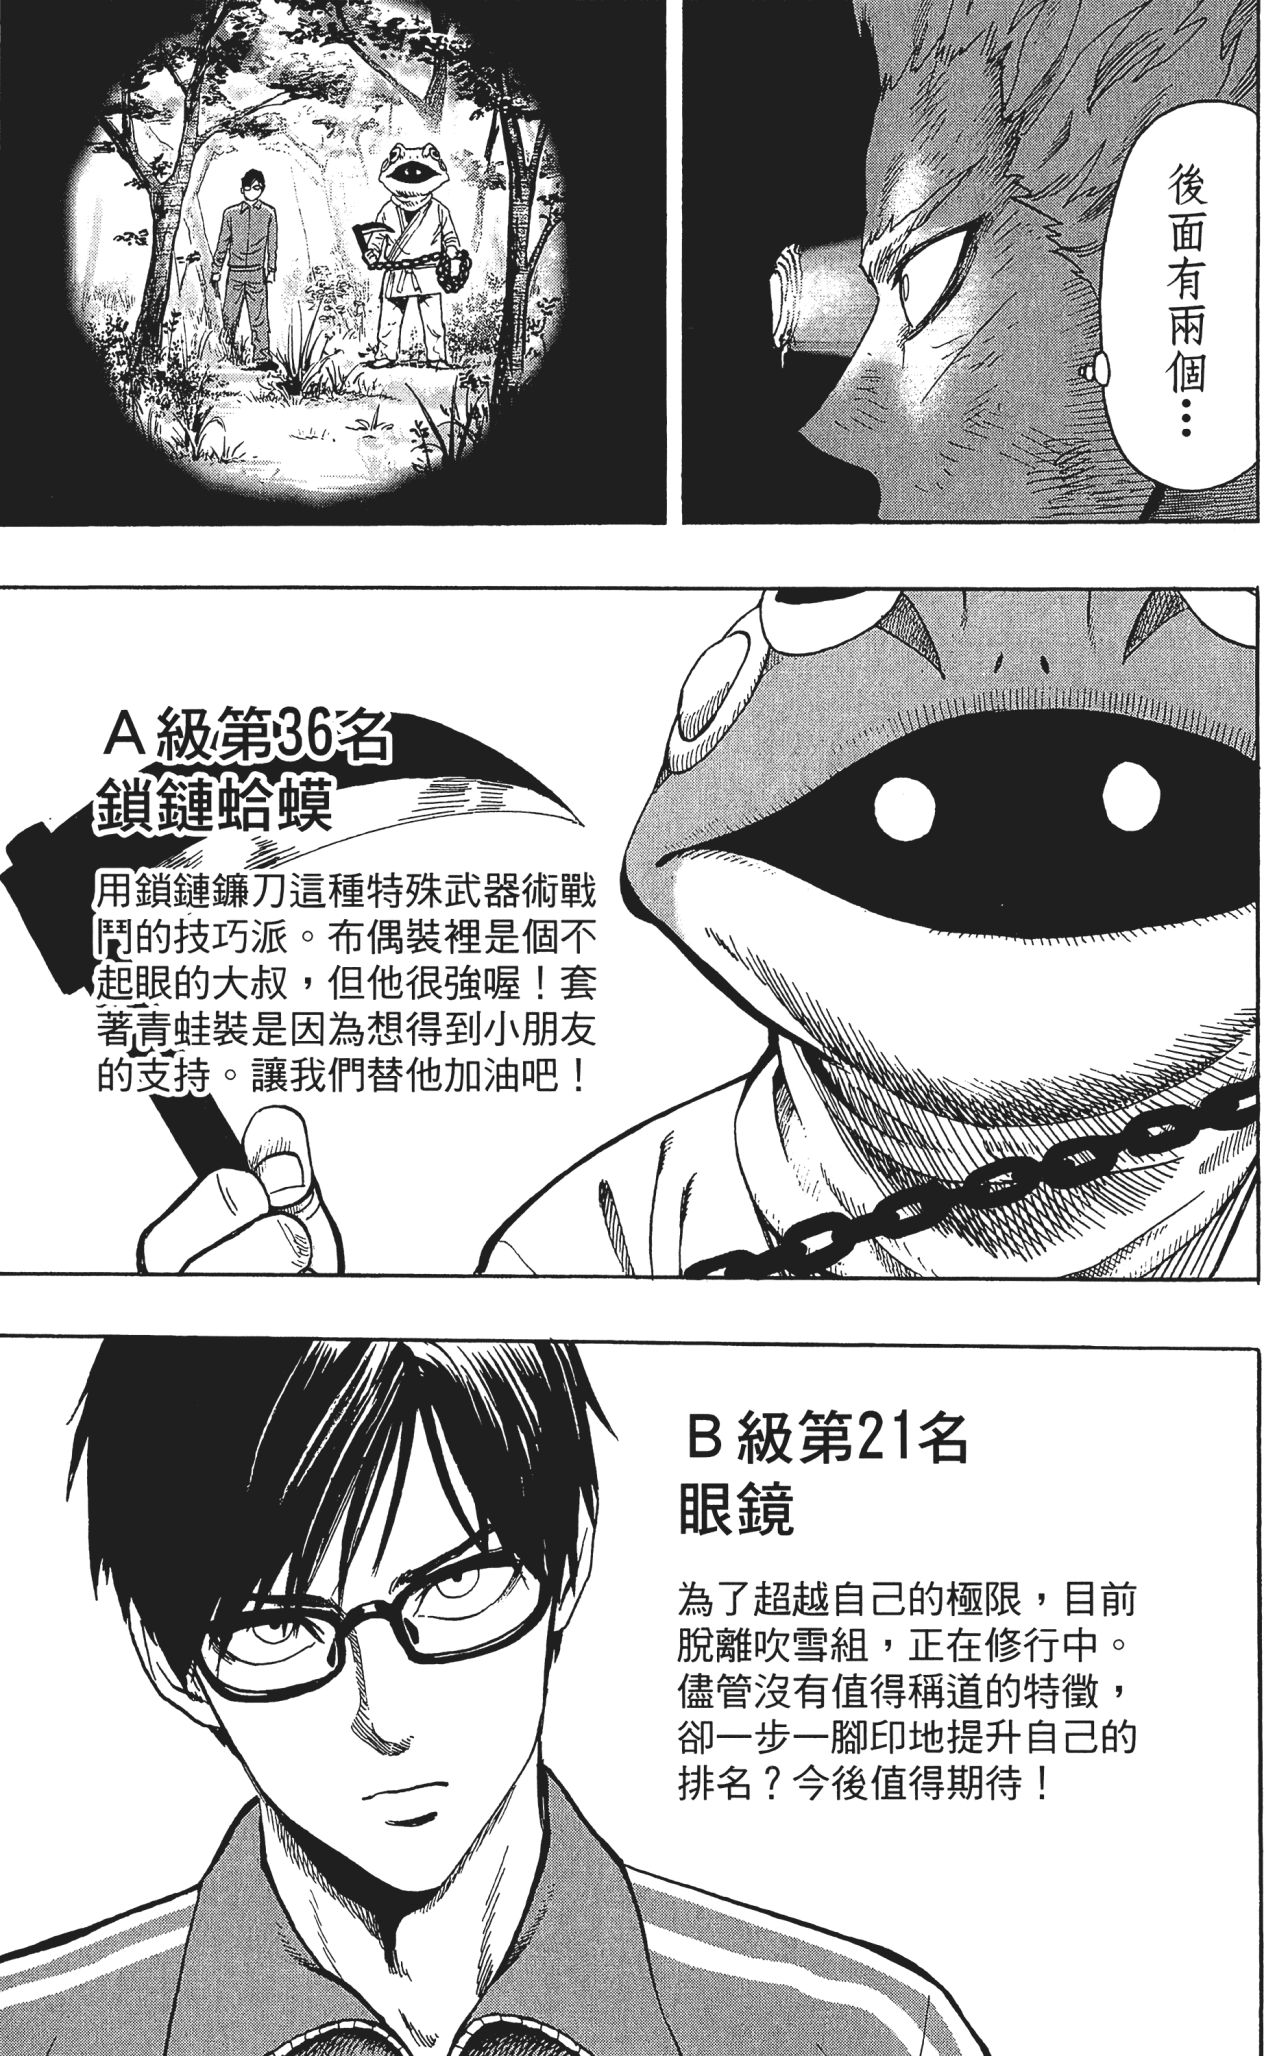 後面有兩個…
A級第36名
鎖鏈蛤蟆
用鎖鏈鐮刀這種特殊武器術戰
鬥的技巧派。布偶裝裡是個不
起眼的大叔，但他很強喔！套
著青蛙裝是因為想得到小朋友
的支持。讓我們替他加油吧！
B級第21名
眼鏡
為了超越自己的極限，目前
脫離吹雪組，正在修行中。
儘管沒有值得稱道的特徵，
卻一步一腳印地提升自己的
排名？今後值得期待！